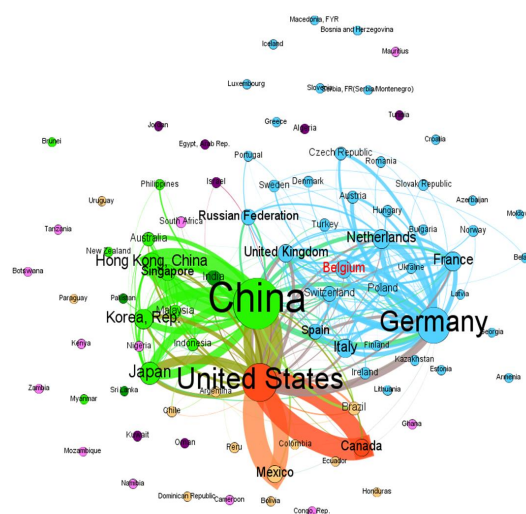 Macedonia, FYR
Bosnia and Herzegovina
Iceland
Mauritius
Luxembourg
Slovenia
Serbia, FR(Serbia/Montenegro)
Tunisia
Jordan
Greece
Algeria
Croatia
Brunei
Egypt, Arab Rep.
Portugal
Czech Republic
Romania
Philippines
Israel
Sweden
Denmark
Slovak Republic
Uruguay
Austria
Azerbaijan
South Africa
Russian Federation
Hungary
Tanzania
Turkey
Bulgaria
Norway
Australia
Netherlands
New Zealand
United Kingdom
Hong Kong, China
France
Botswana
Singapore
India
Belgium
Ukraine
Paraguay
Pakistan
Malaysia
China
Switzerland
Poland
Latvia
Korea, Rep.
Germany
Spain
Georgia
Kenya
Nigeria
Indonesia
Italy
Finland
Kazakhstan
Japan
United States
Ireland
Estonia
Armenia
Zambia
Sri Lanka
Argentina
Lithuania
Myanmar
Chile
Brazil
Ghana
Kuwait
Oman
Peru
Colombia
Canada
Mozambique
Mexico
Ecuador
Namibia
Dominican Republic
Cameroon
Bolivia
Honduras
Congo, Rep.